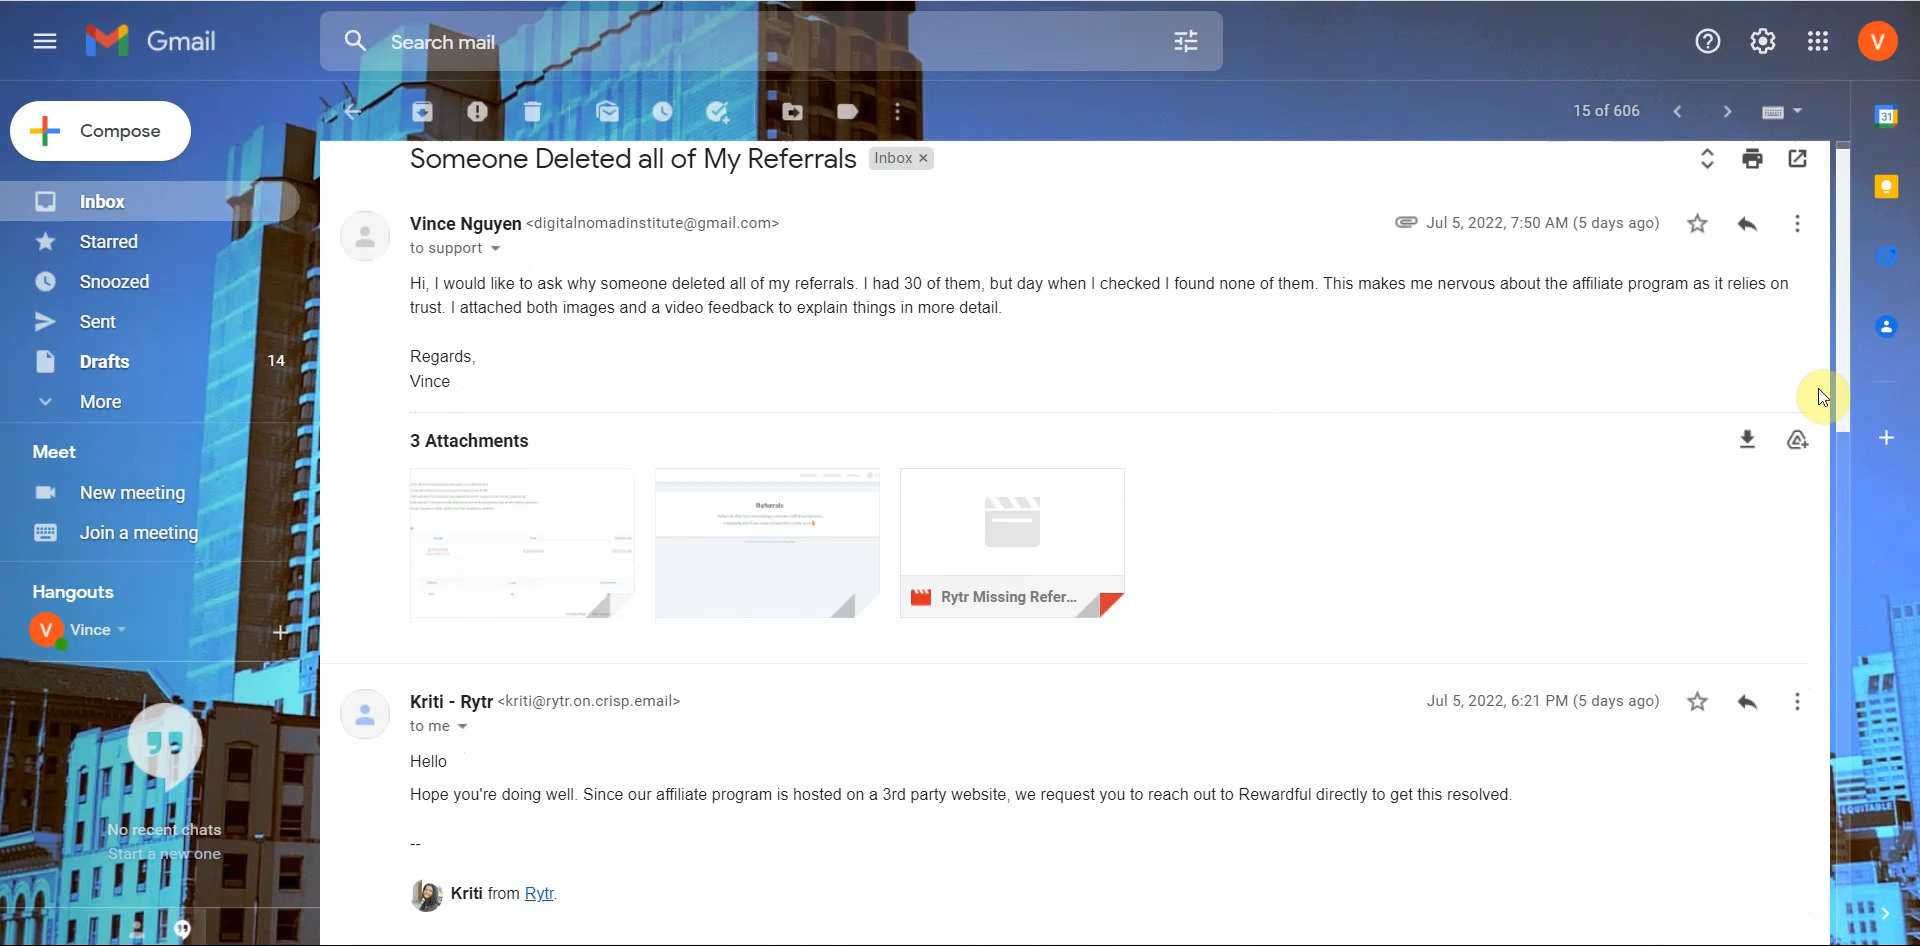 Gmail
Search mail
Compose
15 of 606
31
Inbox
Starred
Snoozed
Sent
Drafts 14
More
Meet
New meeting
Join a meeting
Hangouts
V Vince
No recent chats
Start a new one
V
Someone Deleted all of My Referrals Inbox ×
Vince Nguyen <digitalnomadinstitute@gmail.com>
Jul 5, 2022, 7:50 AM (5 days ago)
to support
Hi, I would like to ask why someone deleted all of my referrals. I had 30 of them, but day when I checked I found none of them. This makes me nervous about the affiliate program as it relies on
trust. I attached both images and a video feedback to explain things in more detail.
Regards,
Vince
3 Attachments
Referrals
Rytr Missing Refer...
Kriti - Rytr <kriti@rytr.on.crisp.email>
Jul 5, 2022, 6:21 PM (5 days ago)
to me
Hello
Hope you're doing well. Since our affiliate program is hosted on a 3rd party website, we request you to reach out to Rewardful directly to get this resolved.
--
Kriti from Rytr.
EQUITABLE